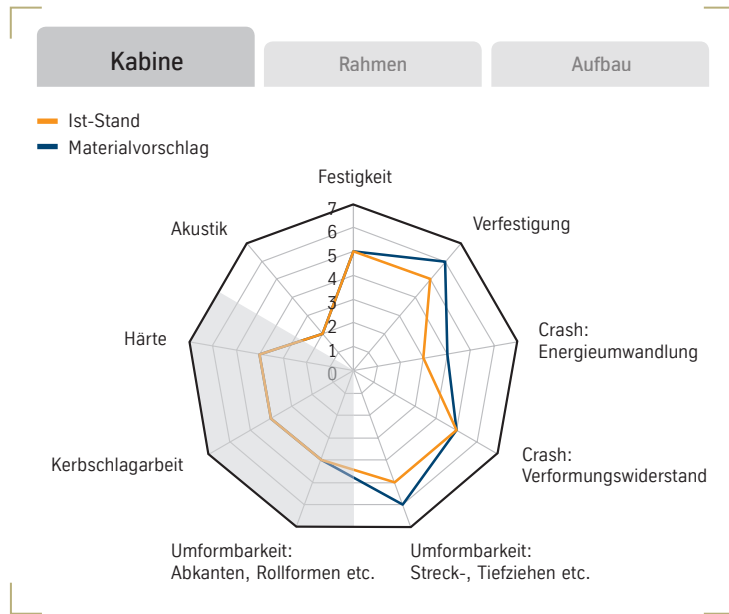 Kabine
Rahmen
Aufbau
Ist-Stand
Materialvorschlag
Festigkeit
Verfestigung
Crash:
Energieumwandlung
Crash:
Verformungswiderstand
Umformbarkeit:
Streck-, Tiefziehen etc.
Umformbarkeit:
Abkanten, Rollformen etc.
Kerbschlagarbeit
Härte
Akustik
7
6
5
4
3
2
1
0